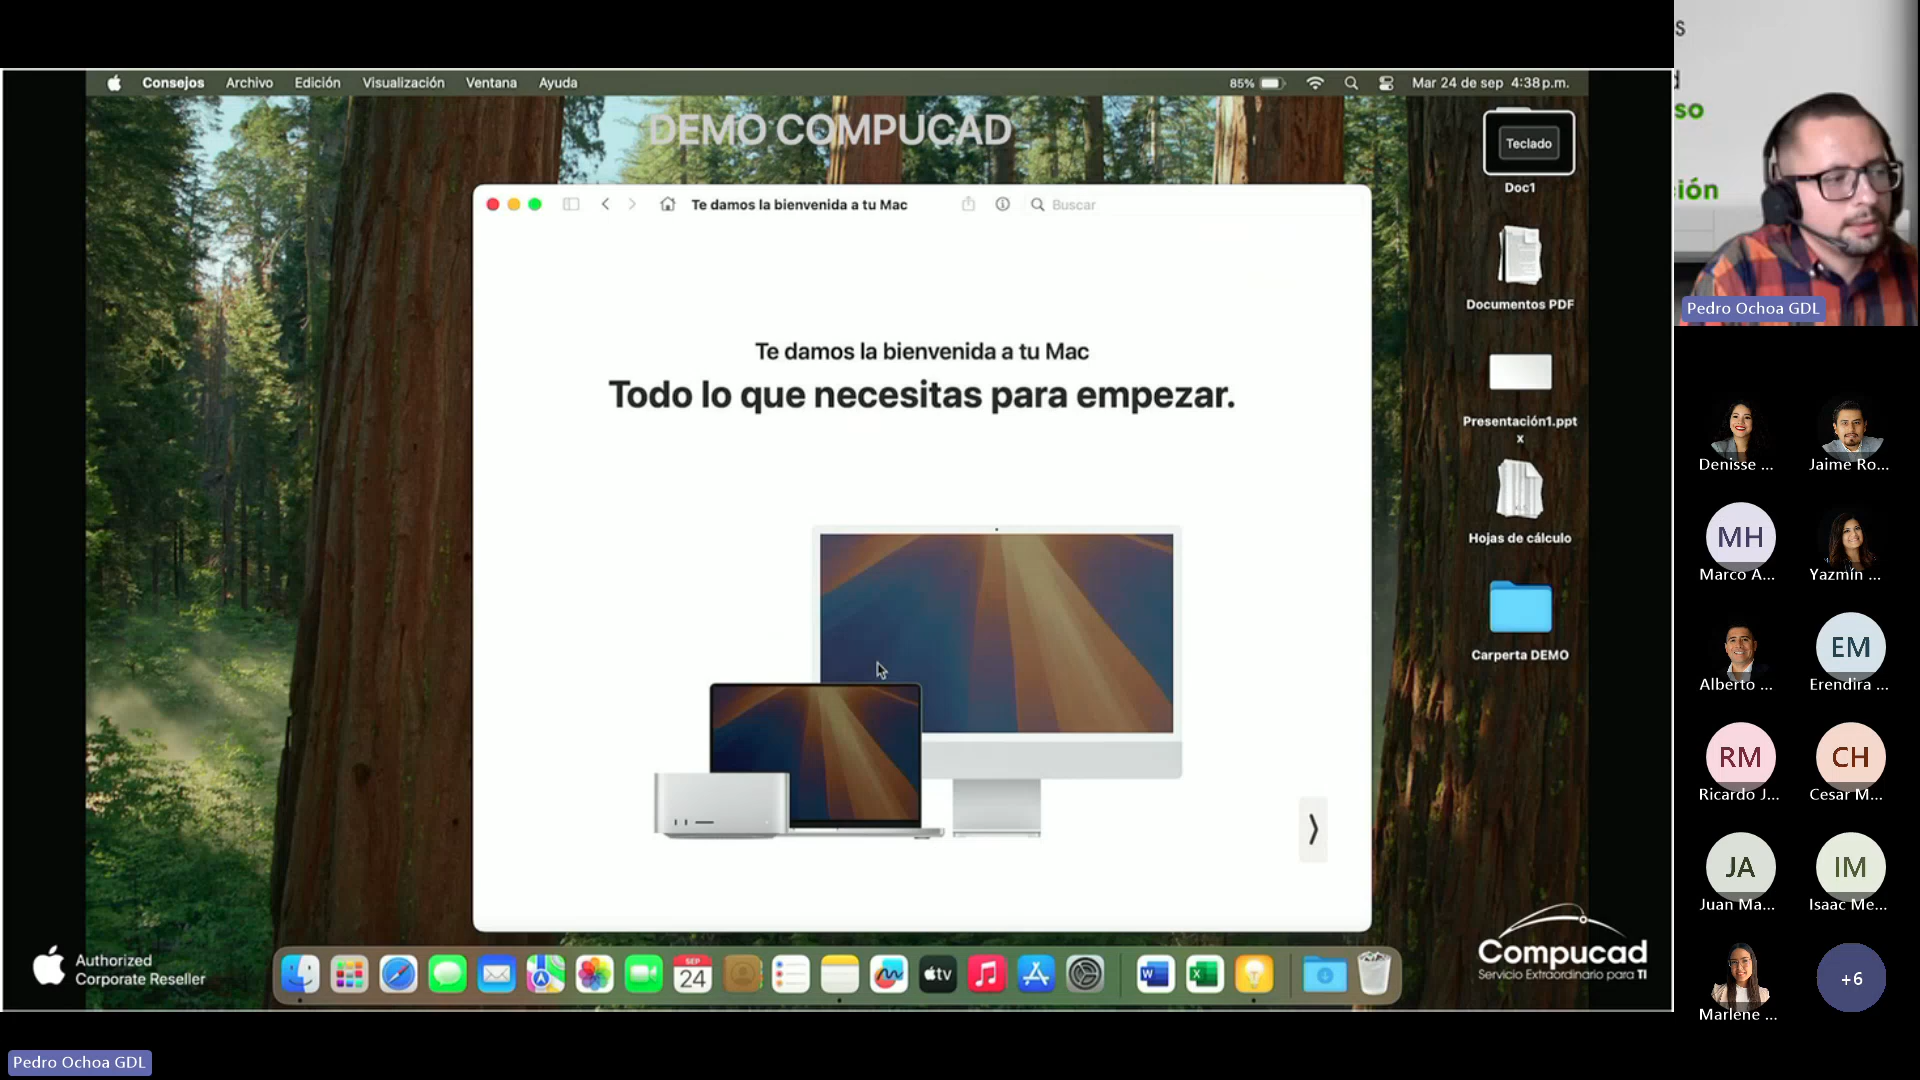 Consejos Archivo Edición Visualización Ventana Ayuda
85% Mar 24 de sep 4:38 p.m.
DEMO COMPUCAD
Teclado
Doc1
Documentos PDF
Presentación1.ppt
x
Hojas de cálculo
Carperta DEMO
Te damos la bienvenida a tu Mac
Buscar
Te damos la bienvenida a tu Mac
Todo lo que necesitas para empezar.
SEP
24
tv
Authorized
Corporate Reseller
Compucad
Servicio Extraordinario para TI
S
so
ción
Pedro Ochoa GDL
Denisse ...
Jaime Ro...
MH
Marco A...
Yazmín ...
Alberto ...
EM
Erendira ...
RM
Ricardo J...
CH
Cesar M...
JA
Juan Ma...
IM
Isaac Me...
Marlene ...
+6
Pedro Ochoa GDL